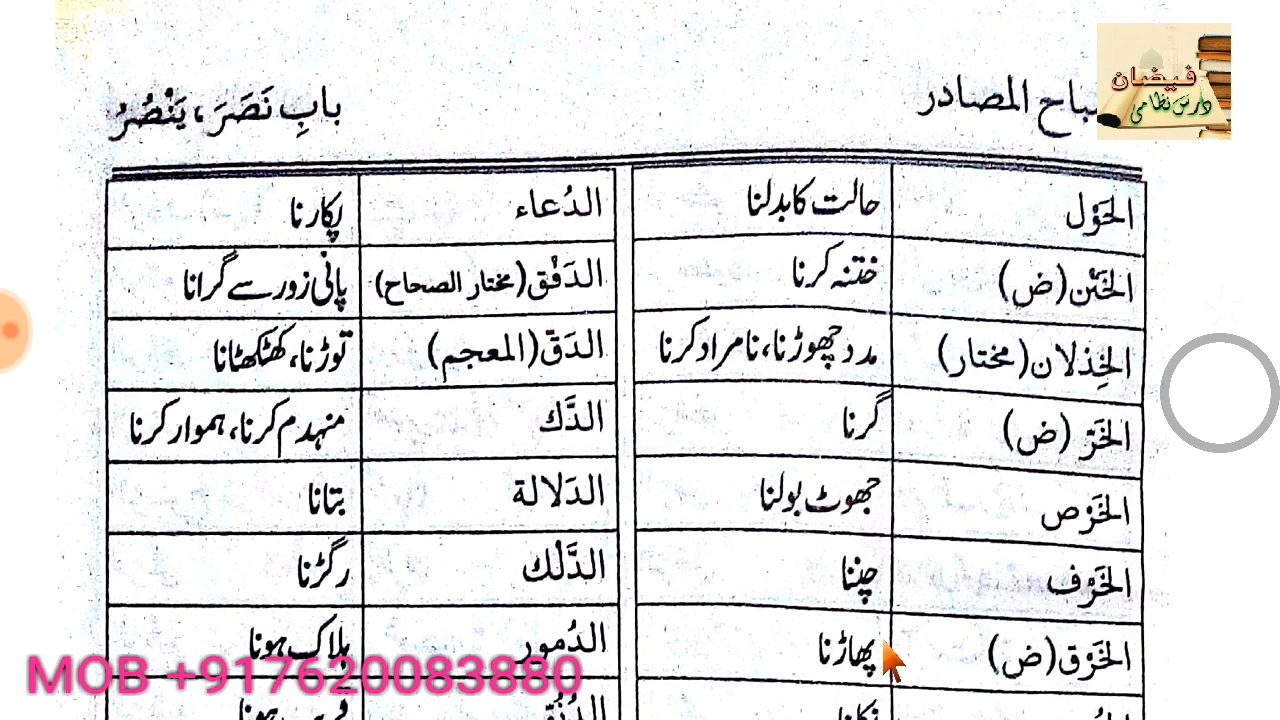 باح المصادر
بابِ نَصَرَ، يَنْصُرُ
فیضان
درس نظامی
الحَوْل	حالت کا بدلنا
الخَتْن (ض)	ختنہ کرنا
الخِذلان (مختار)	مدد چھوڑنا، نامراد کرنا
الخَرّ (ض)	گرنا
الخَرْص	جھوٹ بولنا
الخَرْف	چننا
الخَرْق (ض)	پھاڑنا
الدُعاء	پکارنا
الدَفْق (مختار الصحاح)	پانی زور سے گرانا
الدَقّ (المعجم)	توڑنا، کھٹکھٹانا
الدَّك	منہدم کرنا، ہموار کرنا
الدَلالة	بتانا
الدَّلْك	رگڑنا
الدُمور	ہلاک ہونا
MOB +917620083880